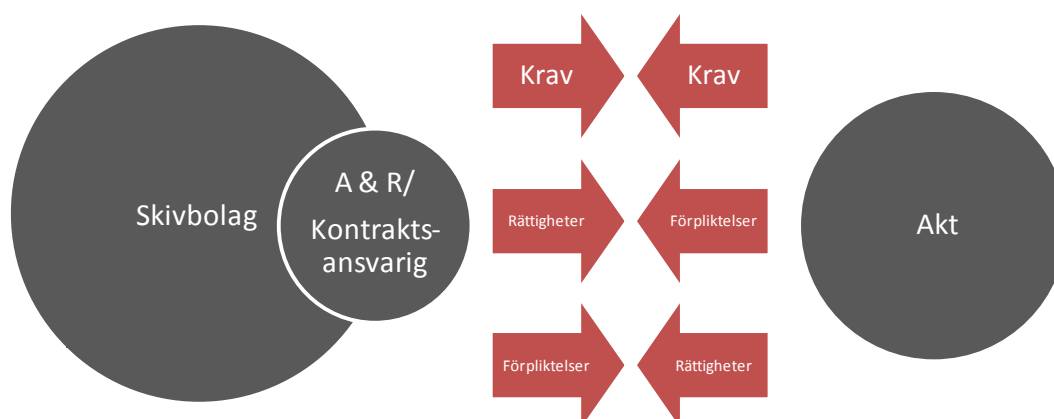 Krav
Krav
Skivbolag
A & R/
Kontrakts-
ansvarig
Rättigheter
Förpliktelser
Akt
Förpliktelser
Rättigheter